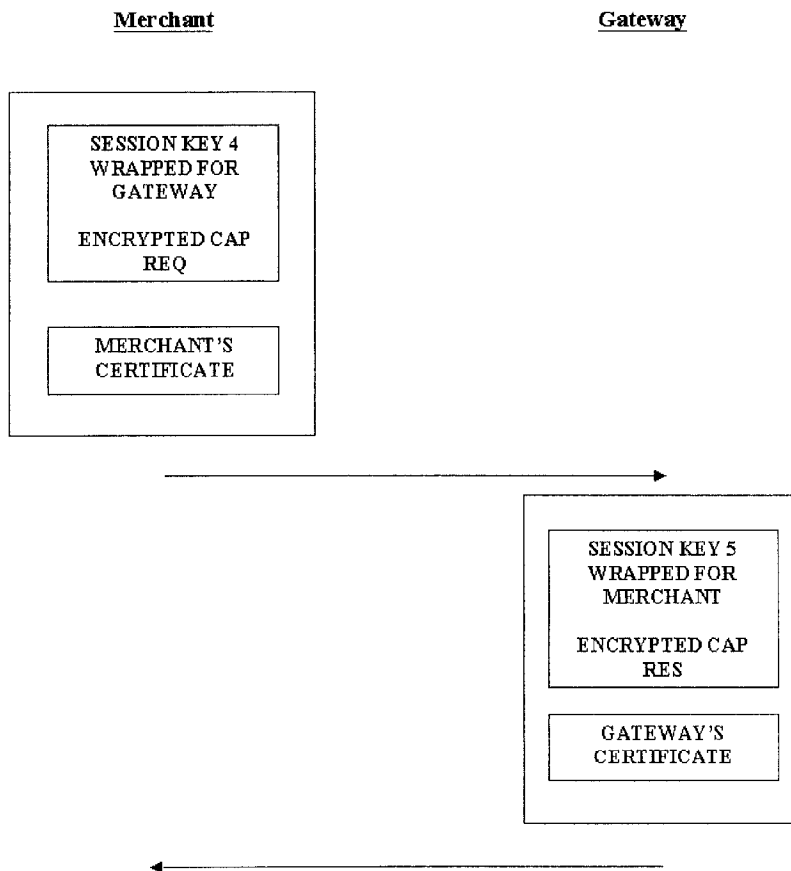 Merchant
Gateway
SESSION KEY 4
WRAPPED FOR
GATEWAY
ENCRYPTED CAP
REQ
MERCHANT'S
CERTIFICATE
SESSION KEY 5
WRAPPED FOR
MERCHANT
ENCRYPTED CAP
RES
GATEWAY'S
CERTIFICATE